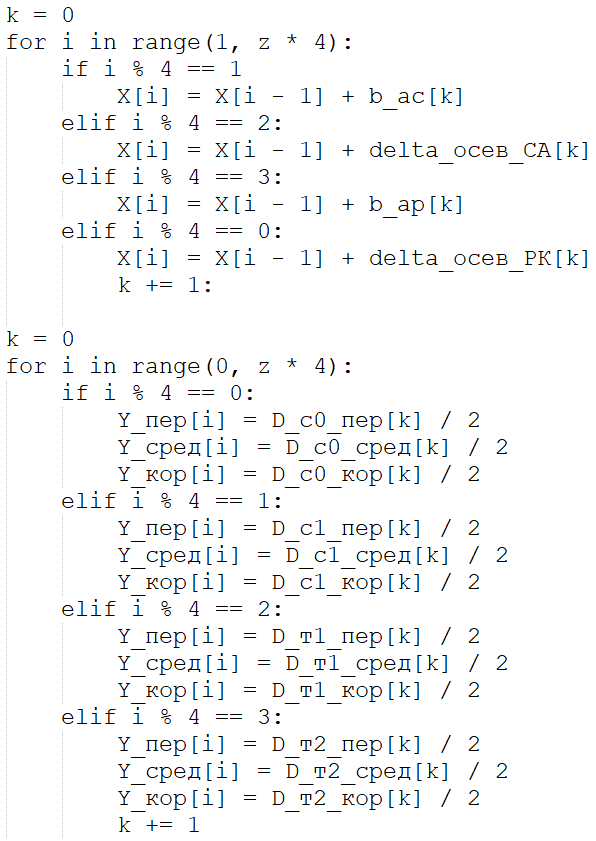 k = 0
for i in range(1, z * 4):
    if i % 4 == 1
        X[i] = X[i - 1] + b_ac[k]
    elif i % 4 == 2:
        X[i] = X[i - 1] + delta_осев_СА[k]
    elif i % 4 == 3:
        X[i] = X[i - 1] + b_ap[k]
    elif i % 4 == 0:
        X[i] = X[i - 1] + delta_осев_РК[k]
        k += 1:
k = 0
for i in range(0, z * 4):
    if i % 4 == 0:
        Y_пер[i] = D_c0_пер[k] / 2
        Y_сред[i] = D_c0_сред[k] / 2
        Y_кор[i] = D_c0_кор[k] / 2
    elif i % 4 == 1:
        Y_пер[i] = D_c1_пер[k] / 2
        Y_сред[i] = D_c1_сред[k] / 2
        Y_кор[i] = D_c1_кор[k] / 2
    elif i % 4 == 2:
        Y_пер[i] = D_т1_пер[k] / 2
        Y_сред[i] = D_т1_сред[k] / 2
        Y_кор[i] = D_т1_кор[k] / 2
    elif i % 4 == 3:
        Y_пер[i] = D_т2_пер[k] / 2
        Y_сред[i] = D_т2_сред[k] / 2
        Y_кор[i] = D_т2_кор[k] / 2
        k += 1